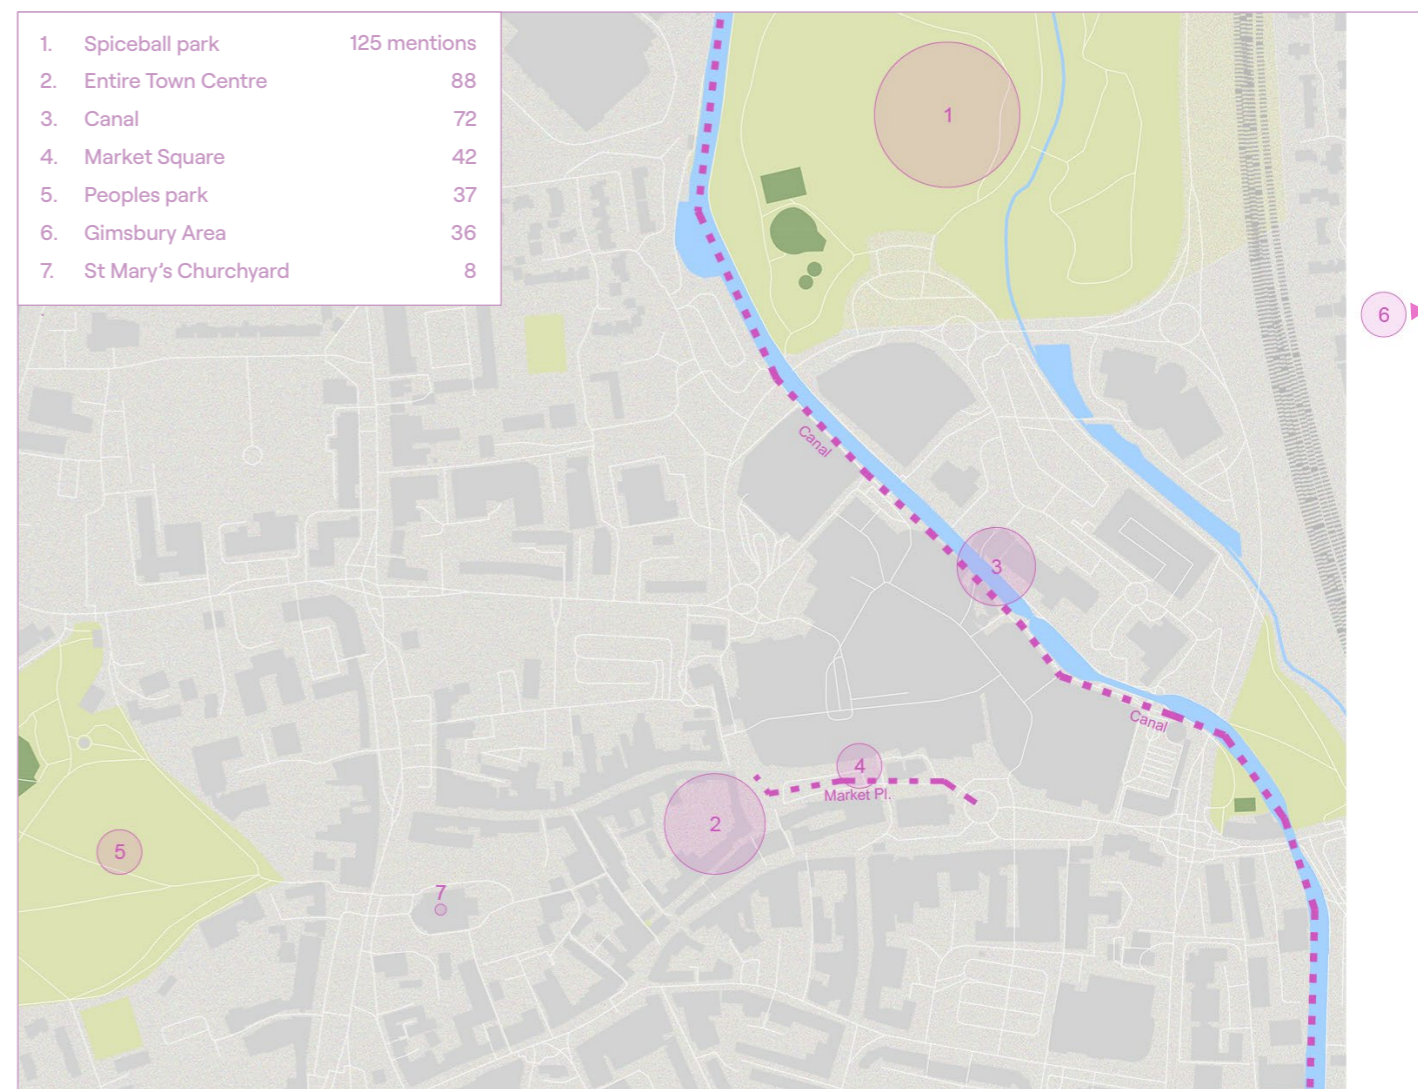 1. Spiceball park 125 mentions
2. Entire Town Centre 88
3. Canal 72
4. Market Square 42
5. Peoples park 37
6. Gimsbury Area 36
7. St Mary's Churchyard 8
1
6
Canal
3
Canal
4
Market Pl.
2
5
7